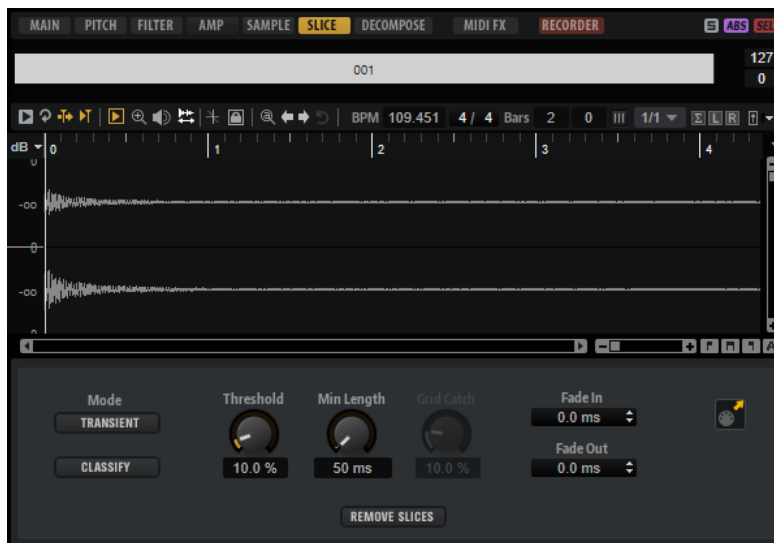 MAIN PITCH FILTER AMP SAMPLE SLICE DECOMPOSE MIDI FX RECORDER S ABS SEL
001
127
0
BPM 109.451 4 / 4 Bars 2 0 1/1 Σ L R
dB 0 1 2 3 4
0
-∞
0
-∞
0
Mode Threshold Min Length Grid Catch Fade In
TRANSIENT 0.0 ms
Fade Out
CLASSIFY 10.0 % 50 ms 10.0 % 0.0 ms
REMOVE SLICES